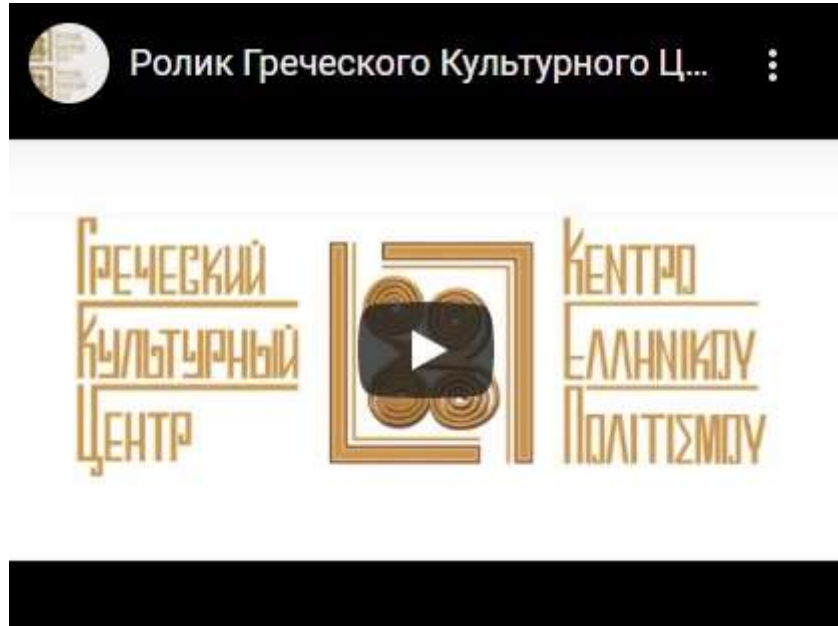 Ролик Греческого Культурного Ц...
Греческий
Культурный
Центр
Κεντρο
Ελληνικου
Πολιτισμου